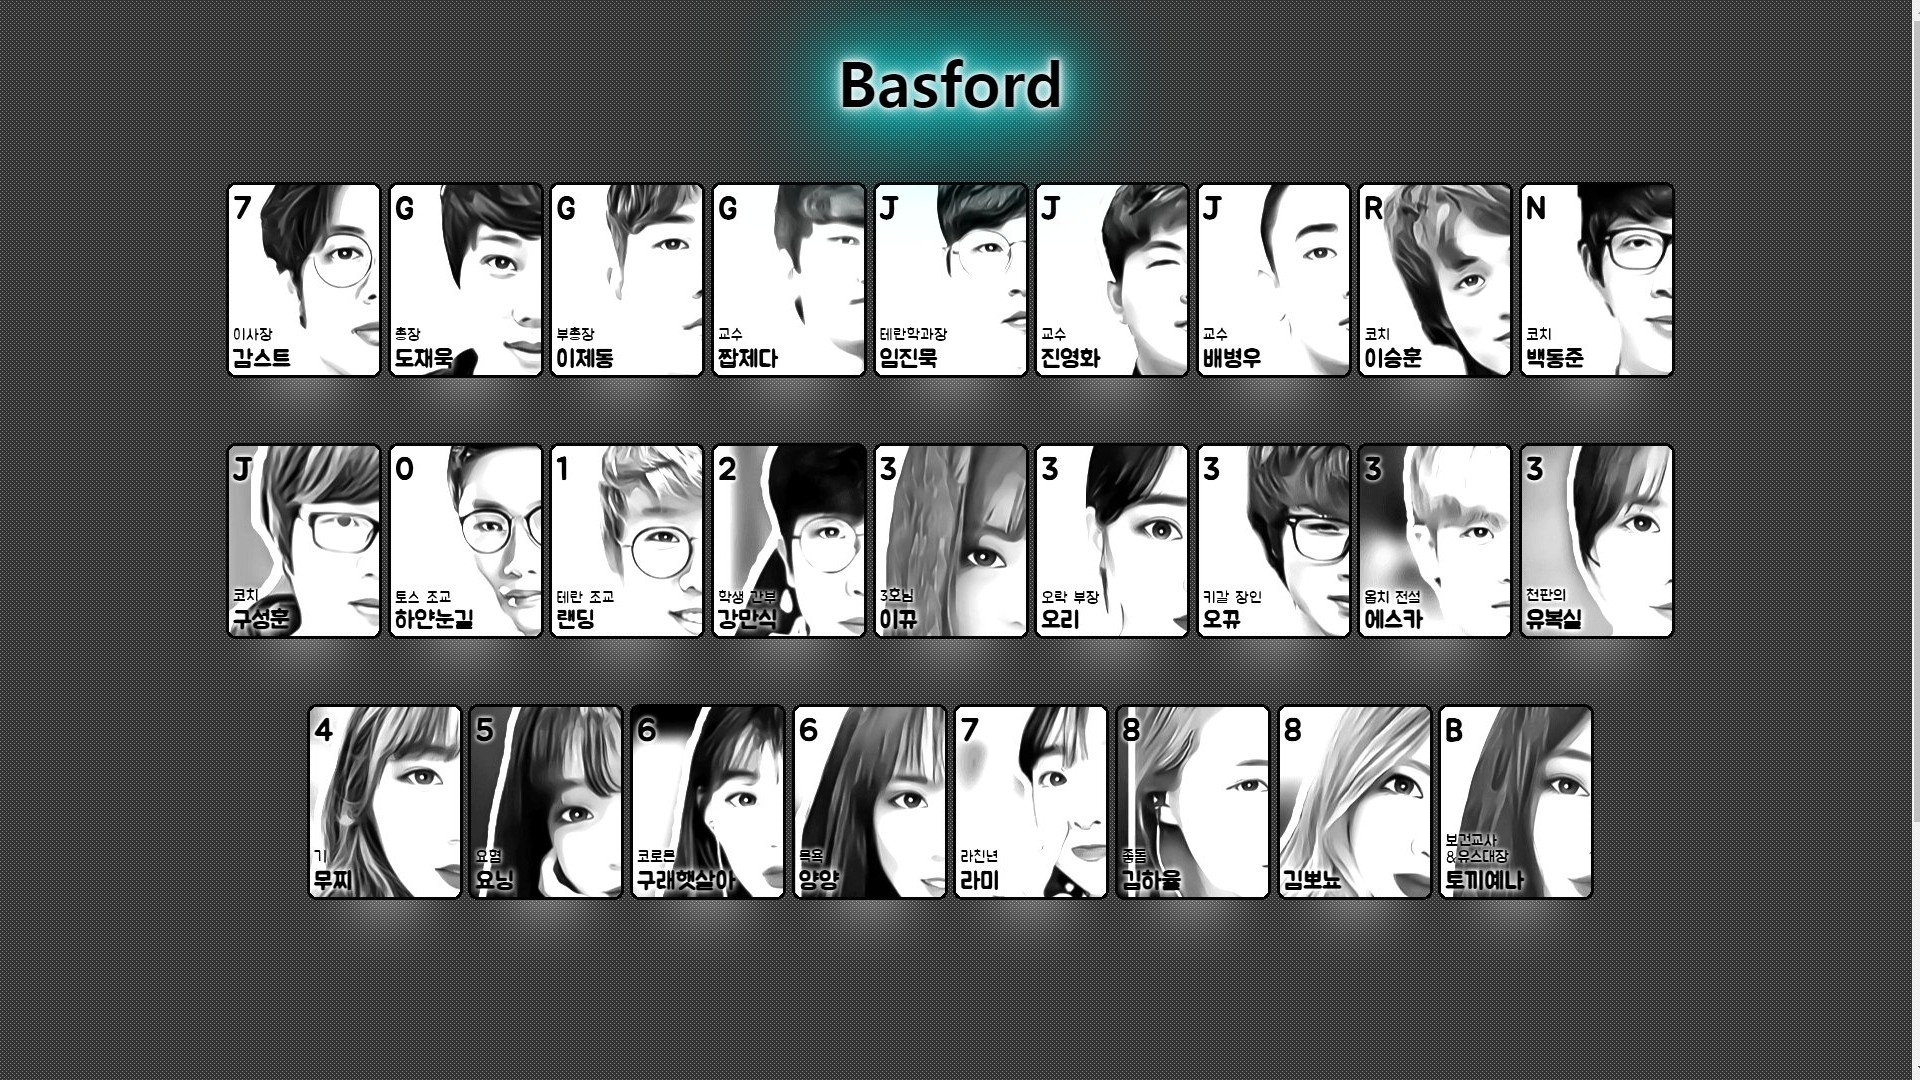 Basford
7
이사장
감스트
G
총장
도재욱
G
부총장
이제동
G
교수
짭제다
J
테란학과장
임진묵
J
교수
진영화
J
교수
배병우
R
코치
이승훈
N
코치
백동준
J
코치
구성훈
0
토스 조교
하얀눈길
1
테란 조교
랜딩
2
학생 간부
강만식
3
3호님
이뀨
3
오락 부장
오리
3
키갈 장인
오뀨
3
옴치 전설
에스카
3
천판의
유복실
4
기
무찌
5
요혐
요닝
6
코로른
구래햇살아
6
목욕
양양
7
라친년
라미
8
좋돔
김하율
8
김뽀뇨
B
보건교사
&유스대장
토끼예나